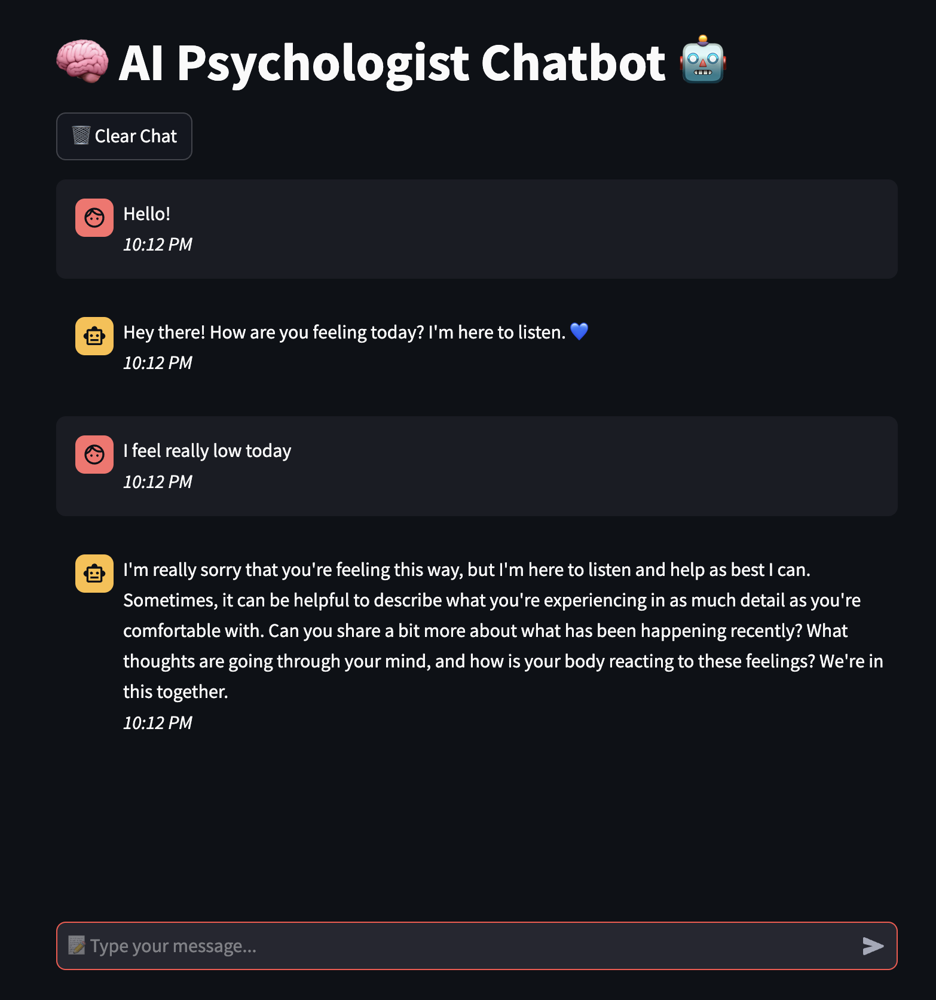 🧠 AI Psychologist Chatbot 🤖
🗑️ Clear Chat
Hello!
10:12 PM
Hey there! How are you feeling today? I'm here to listen. 💙
10:12 PM
I feel really low today
10:12 PM
I'm really sorry that you're feeling this way, but I'm here to listen and help as best I can.
Sometimes, it can be helpful to describe what you're experiencing in as much detail as you're
comfortable with. Can you share a bit more about what has been happening recently? What
thoughts are going through your mind, and how is your body reacting to these feelings? We're in
this together.
10:12 PM
📝 Type your message...